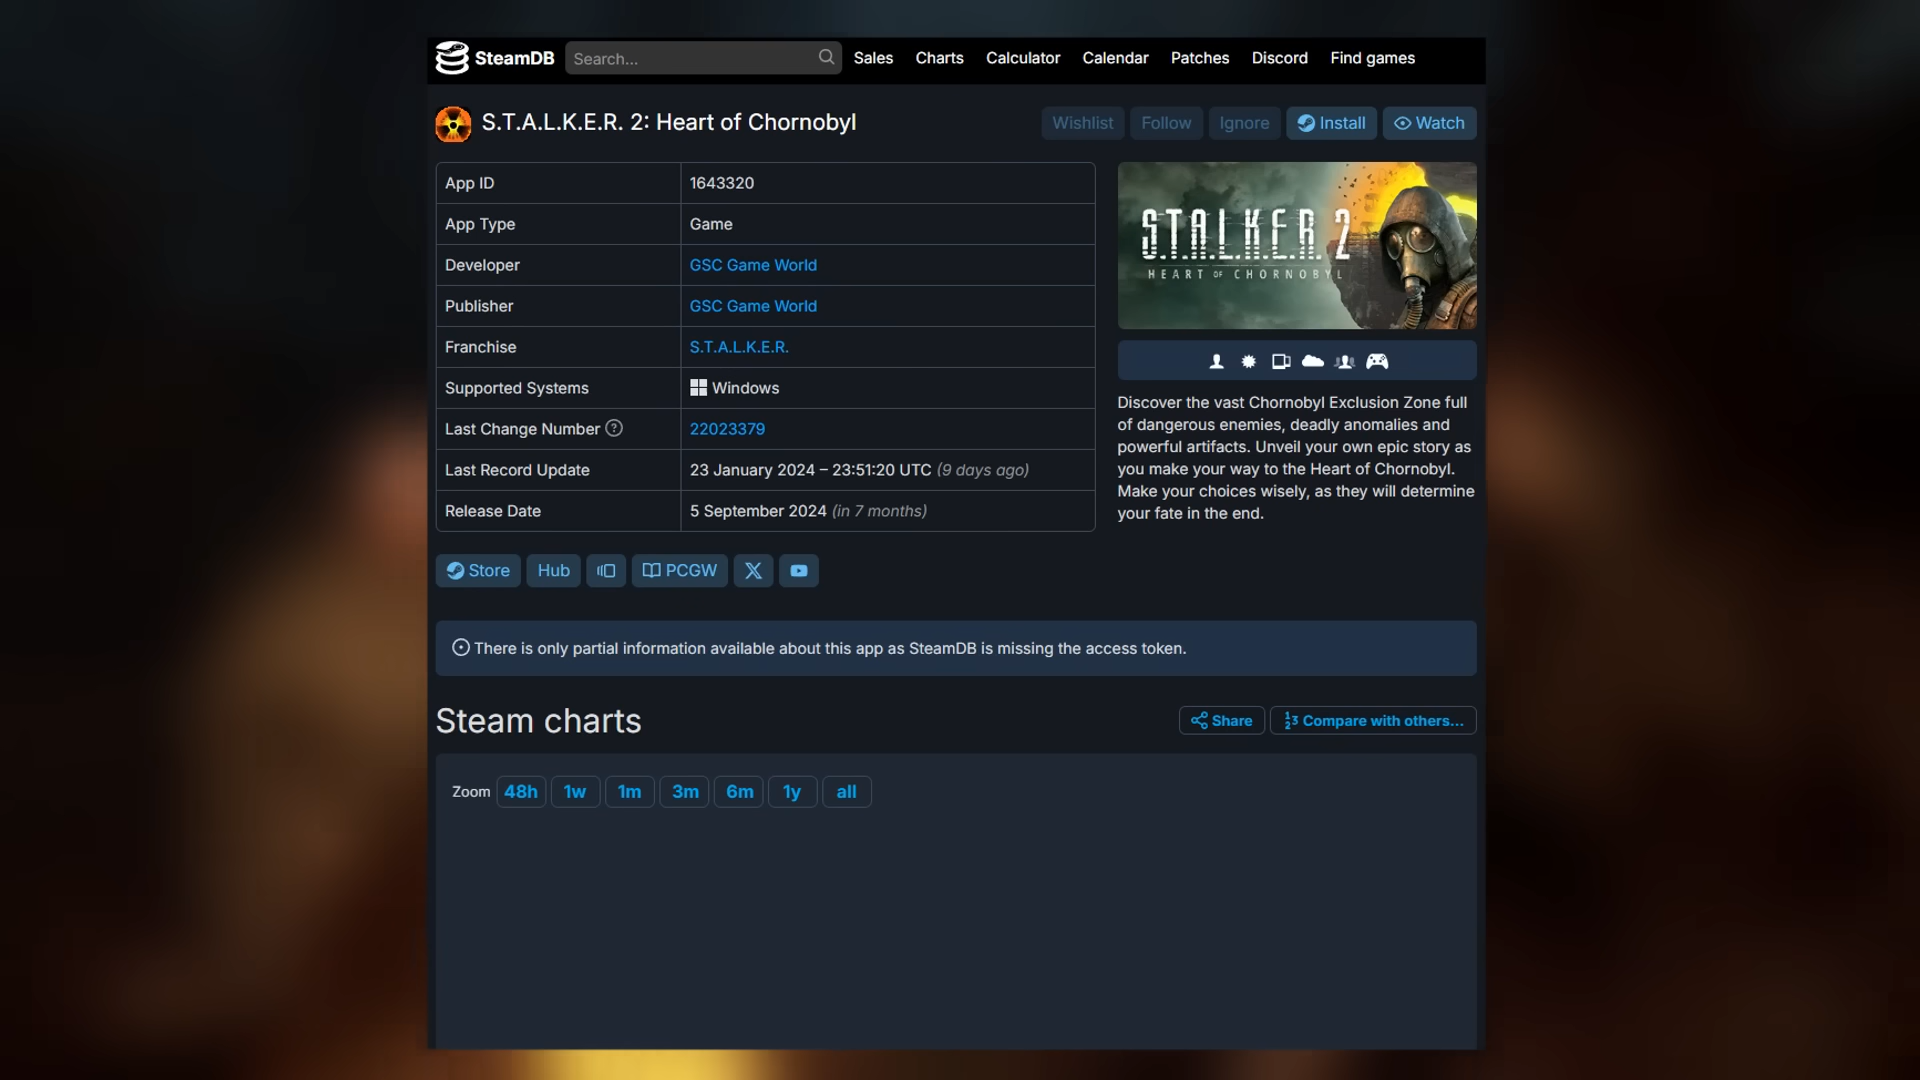 SteamDB
Search...
Sales
Charts
Calculator
Calendar
Patches
Discord
Find games
S.T.A.L.K.E.R. 2: Heart of Chornobyl
Wishlist
Follow
Ignore
Install
Watch
App ID 1643320
App Type Game
Developer GSC Game World
Publisher GSC Game World
Franchise S.T.A.L.K.E.R.
Supported Systems Windows
Last Change Number ? 22023379
Last Record Update 23 January 2024 – 23:51:20 UTC (9 days ago)
Release Date 5 September 2024 (in 7 months)
S.T.A.L.K.E.R. 2
HEART OF CHORNOBYL
Discover the vast Chornobyl Exclusion Zone full
of dangerous enemies, deadly anomalies and
powerful artifacts. Unveil your own epic story as
you make your way to the Heart of Chornobyl.
Make your choices wisely, as they will determine
your fate in the end.
Store
Hub
PCGW
There is only partial information available about this app as SteamDB is missing the access token.
Steam charts
Share
Compare with others...
Zoom 48h 1w 1m 3m 6m 1y all